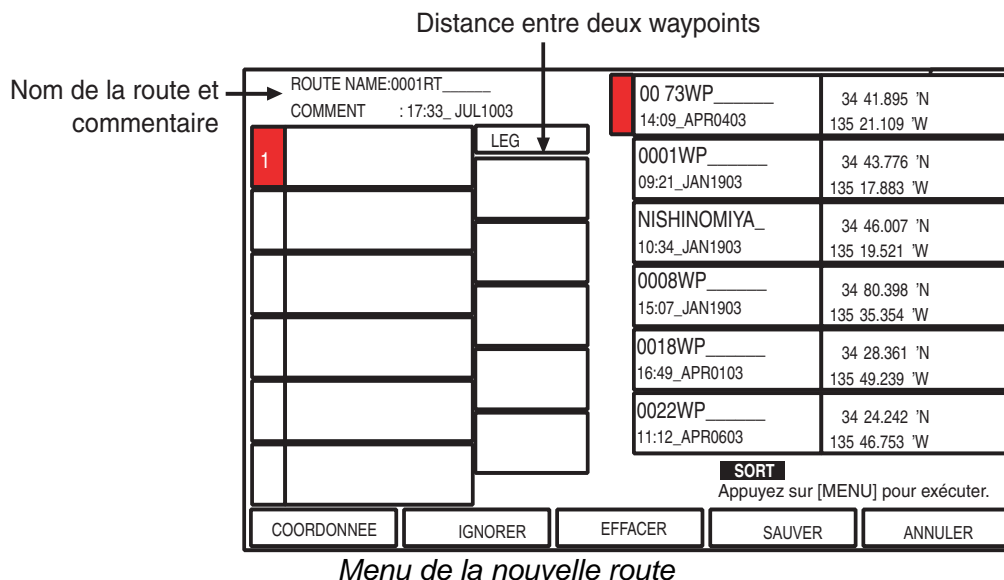 Distance entre deux waypoints
Nom de la route et
commentaire
ROUTE NAME:0001RT_____
COMMENT : 17:33_ JUL1003
LEG
1
00 73WP______
14:09_APR0403
34 41.895 'N
135 21.109 'W
0001WP______
09:21_JAN1903
34 43.776 'N
135 17.883 'W
NISHINOMIYA_
10:34_JAN1903
34 46.007 'N
135 19.521 'W
0008WP______
15:07_JAN1903
34 80.398 'N
135 35.354 'W
0018WP______
16:49_APR0103
34 28.361 'N
135 49.239 'W
0022WP______
11:12_APR0603
34 24.242 'N
135 46.753 'W
SORT
Appuyez sur [MENU] pour exécuter.
COORDONNEE IGNORER EFFACER SAUVER ANNULER
Menu de la nouvelle route